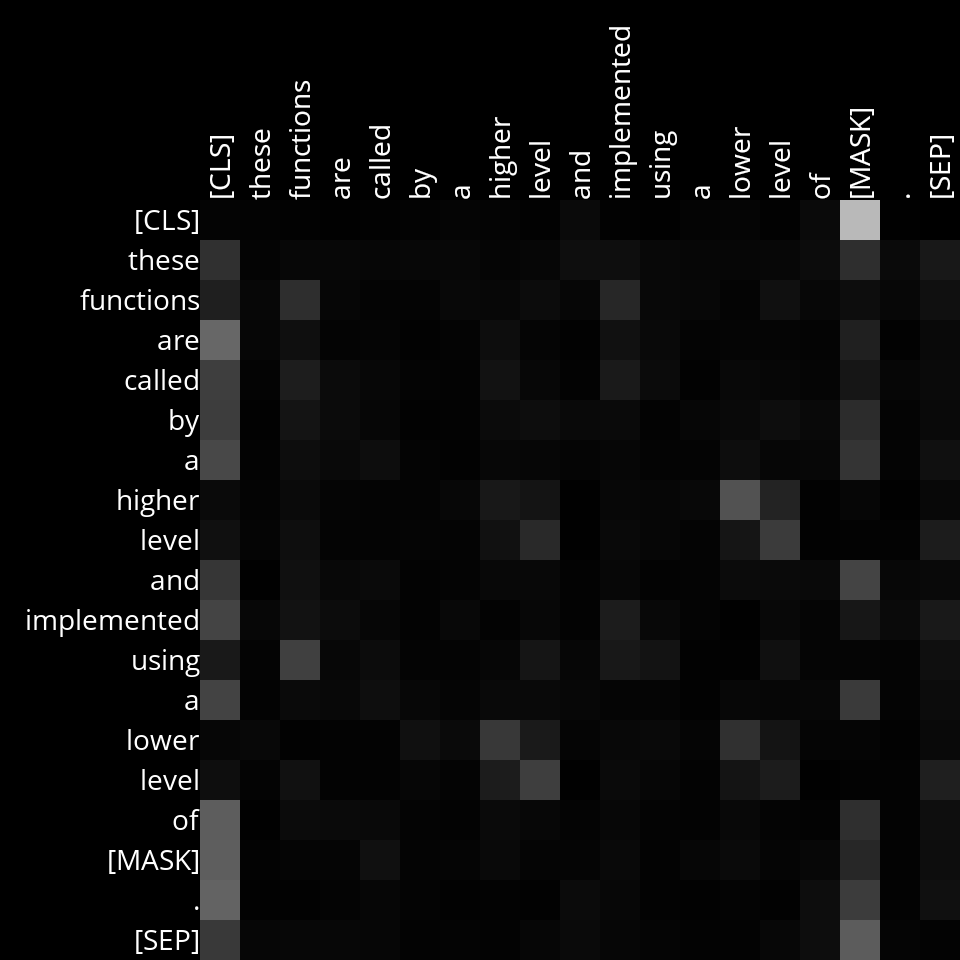 [CLS] these functions are called by a higher level and implemented using a lower level of [MASK] . [SEP]
[CLS]
these
functions
are
called
by
a
higher
level
and
implemented
using
a
lower
level
of
[MASK]
.
[SEP]